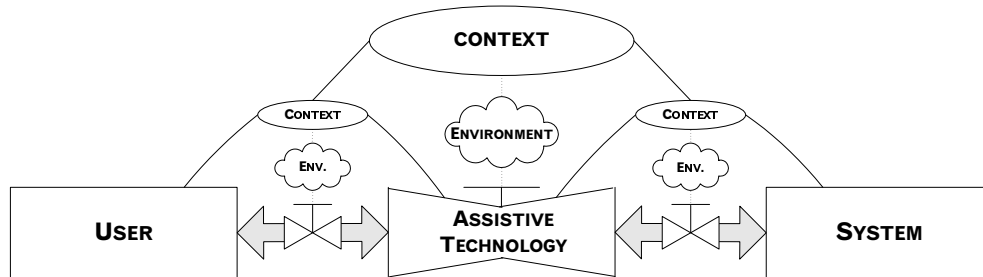 CONTEXT
CONTEXT
CONTEXT
ENVIRONMENT
ENV.
ENV.
USER
ASSISTIVE
TECHNOLOGY
SYSTEM